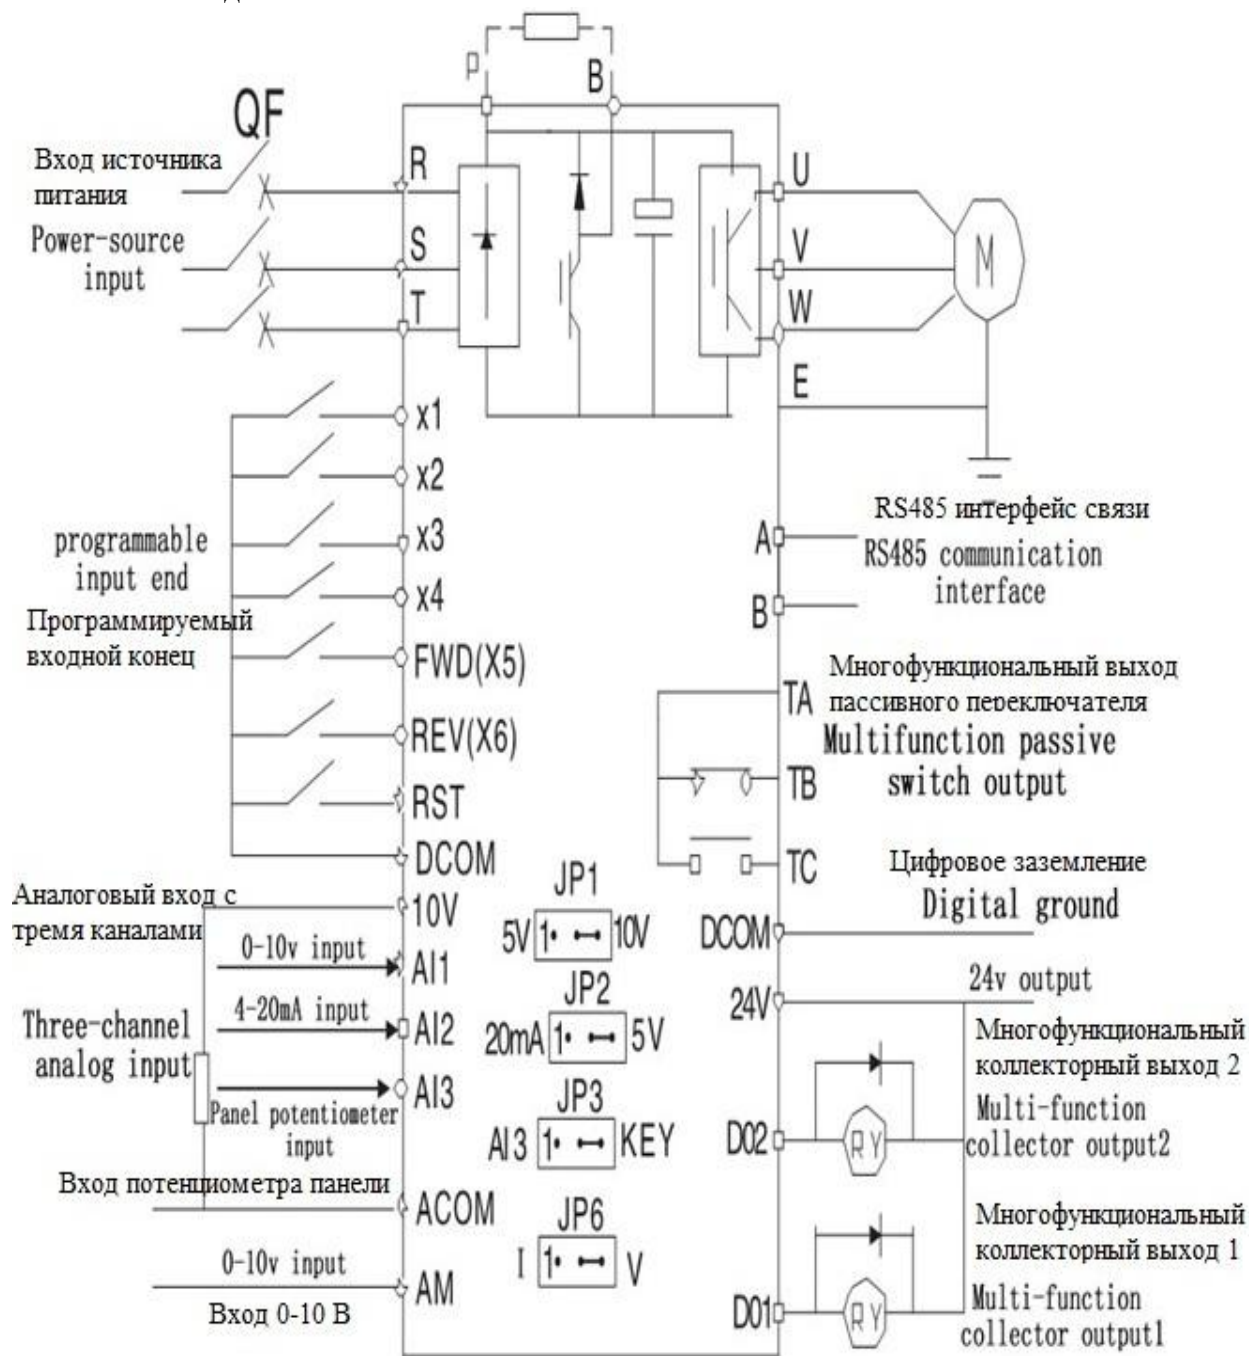 p
B
QF
Вход источника
питания
Power-source
input
R
S
T
U
V
W
M
E
x1
x2
x3
x4
programmable
input end
Программируемый
входной конец
FWD(X5)
REV(X6)
RST
DCOM
RS485 интерфейс связи
A
RS485 communication
interface
B
Многофункциональный выход
пассивного переключателя
TA
Multifunction passive
switch output
TB
TC
Цифровое заземление
Digital ground
DCOM
Аналоговый вход с
тремя каналами
10V
0-10v input
AI1
4-20mA input
AI2
Three-channel
analog input
AI3
Panel potentiometer
input
Вход потенциометра панели
ACOM
0-10v input
AM
Вход 0-10 В
JP1
5V 1 10V
JP2
20mA 1 5V
JP3
AI3 1 KEY
JP6
I 1 V
24V
24v output
Многофункциональный
коллекторный выход 2
Multi-function
collector output2
D02
RY
Многофункциональный
коллекторный выход 1
Multi-function
collector output1
D01
RY